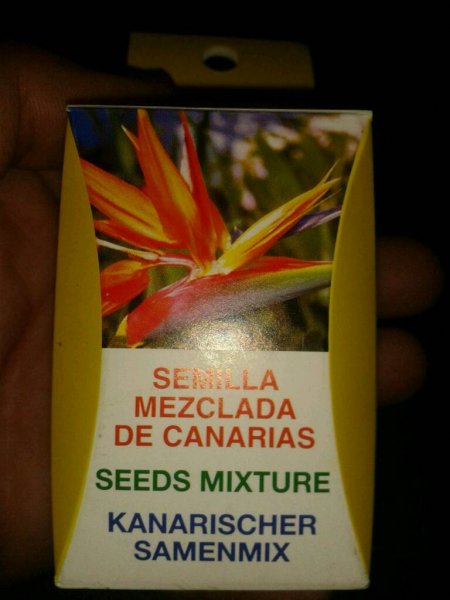 SEMILLA
MEZCLADA
DE CANARIAS
SEEDS MIXTURE
KANARISCHER
SAMENMIX